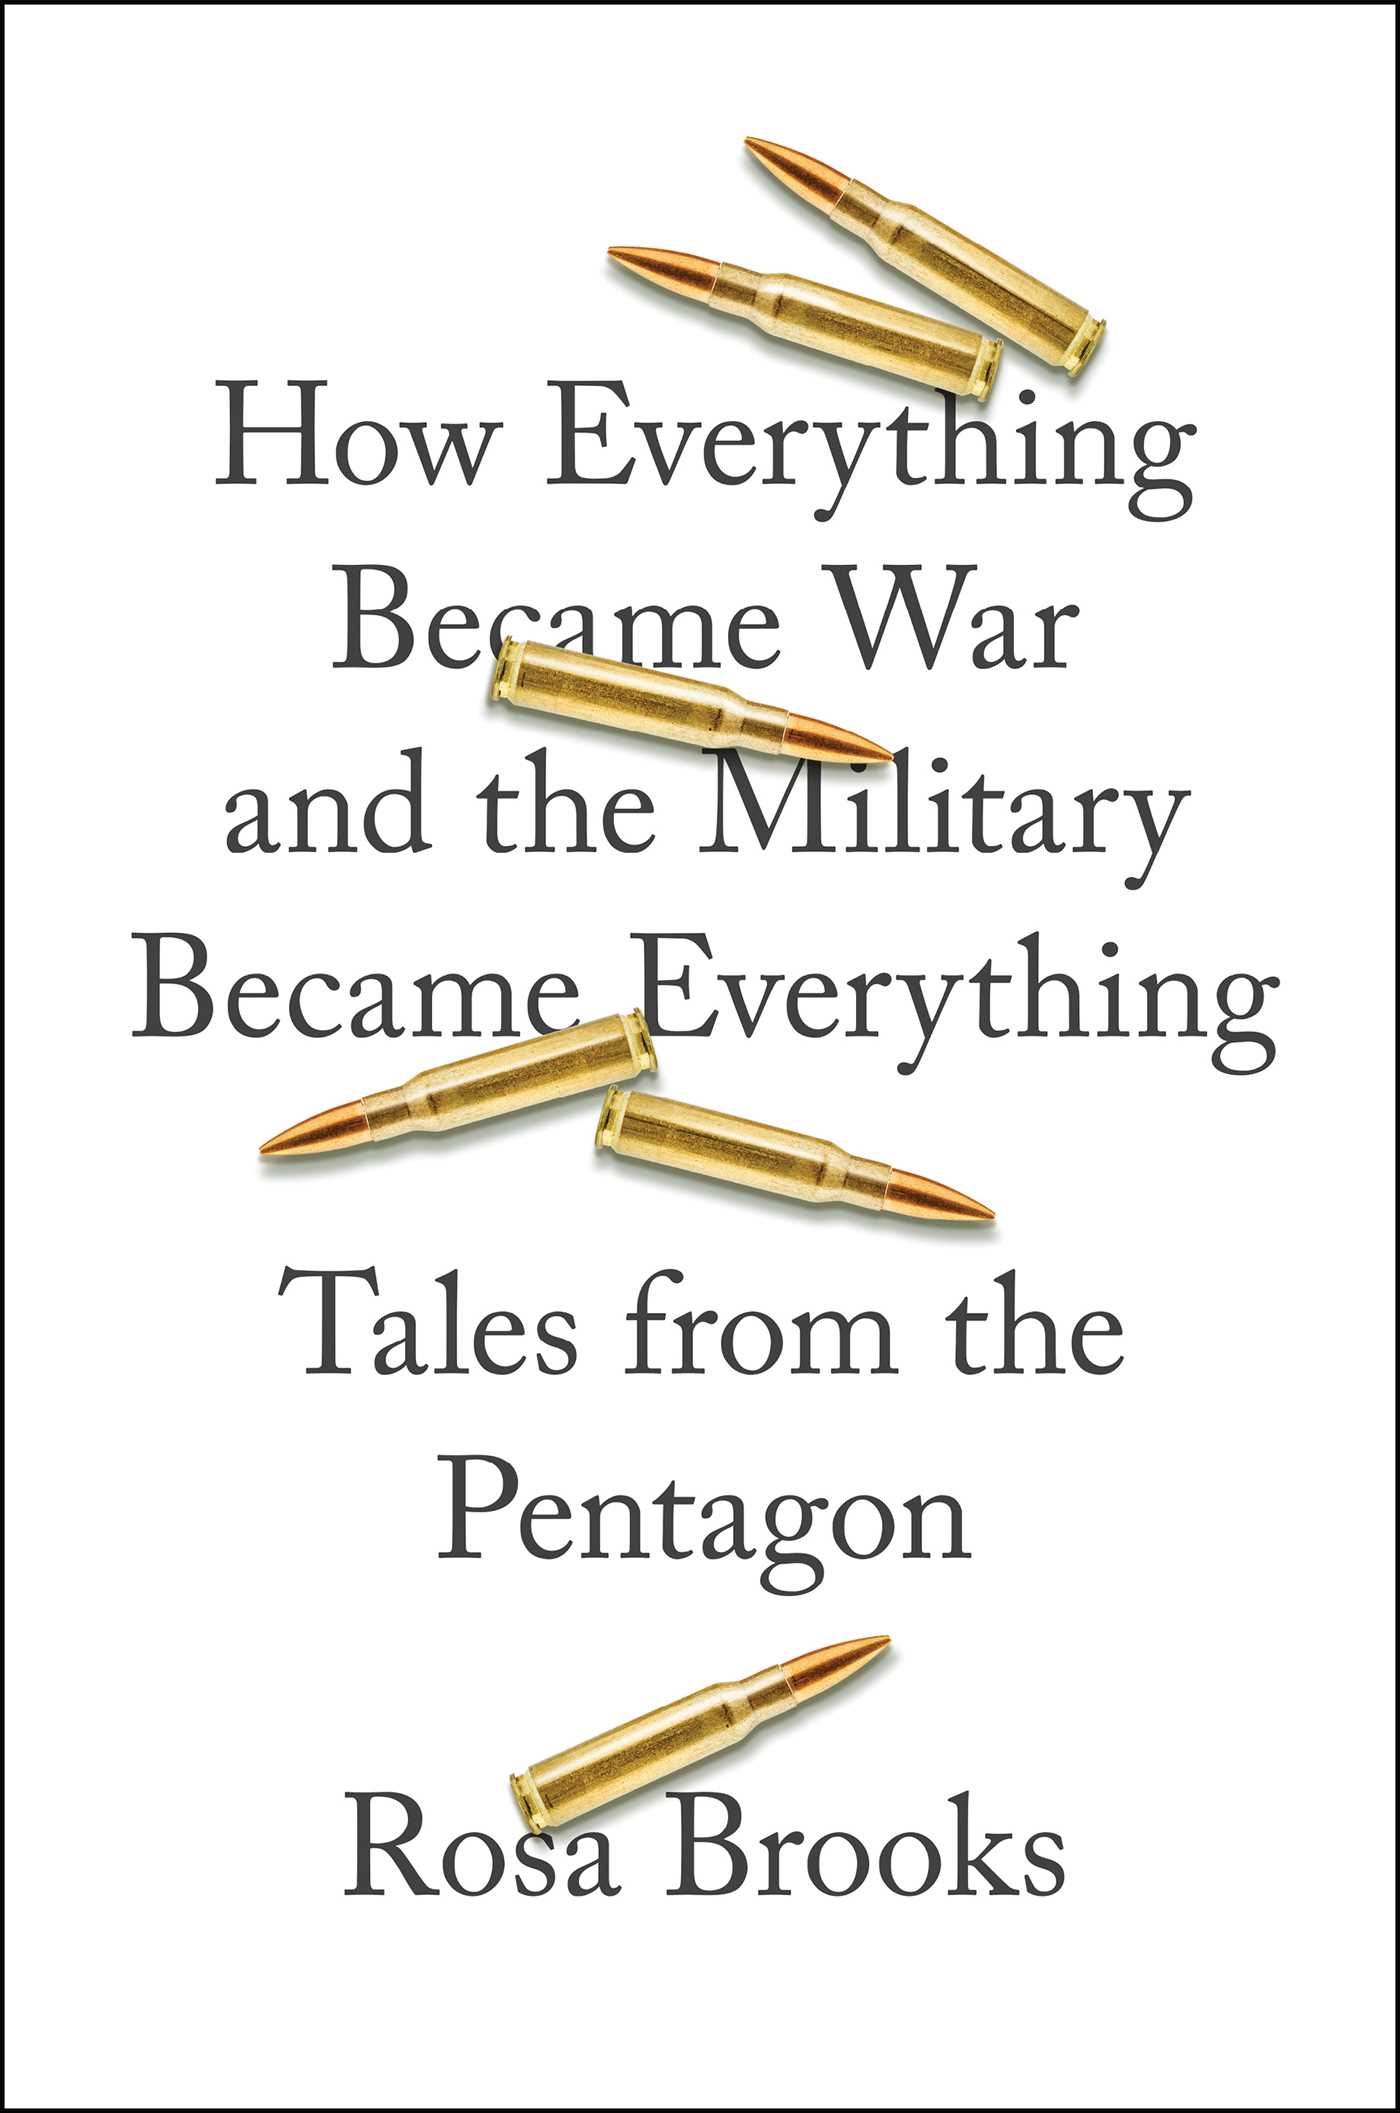 How Everything
Became War
and the Military
Became Everything
Tales from the
Pentagon
Rosa Brooks